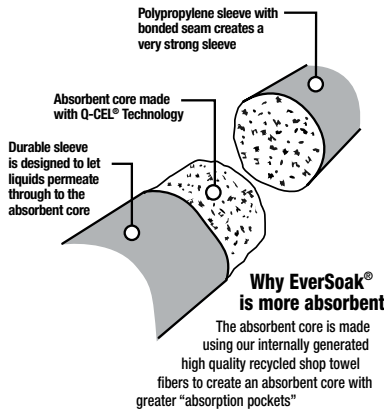 Polypropylene sleeve with
bonded seam creates a
very strong sleeve
Absorbent core made
with Q-CEL® Technology
Durable sleeve
is designed to let
liquids permeate
through to the
absorbent core
Why EverSoak®
is more absorbent
The absorbent core is made
using our internally generated
high quality recycled shop towel
fibers to create an absorbent core with
greater “absorption pockets”